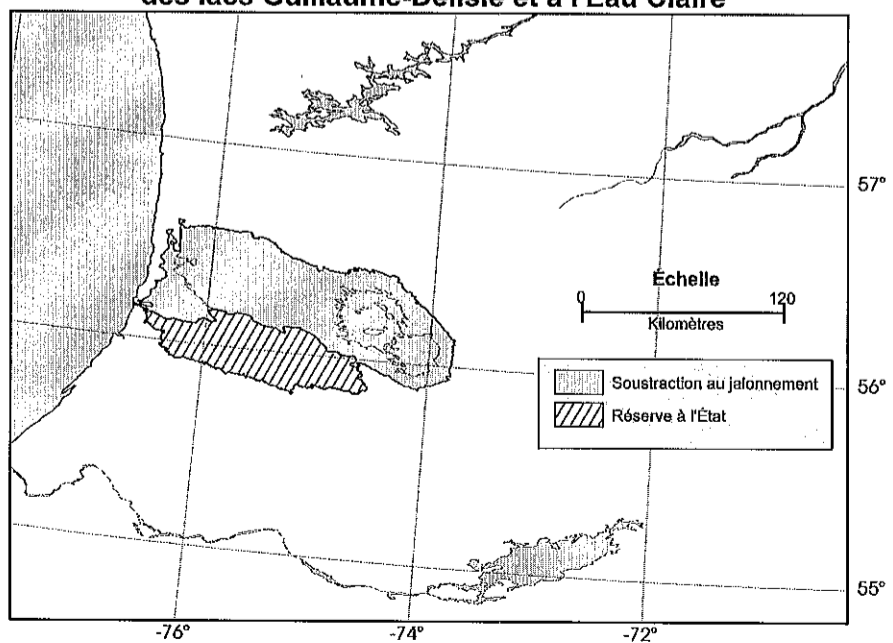 des lacs Guillaume-Delisle et à l'Eau Claire
57°
Échelle
0 120
Kilomètres
Soustraction au jalonnement
56°
Réserve à l'État
55°
-76° -74° -72°